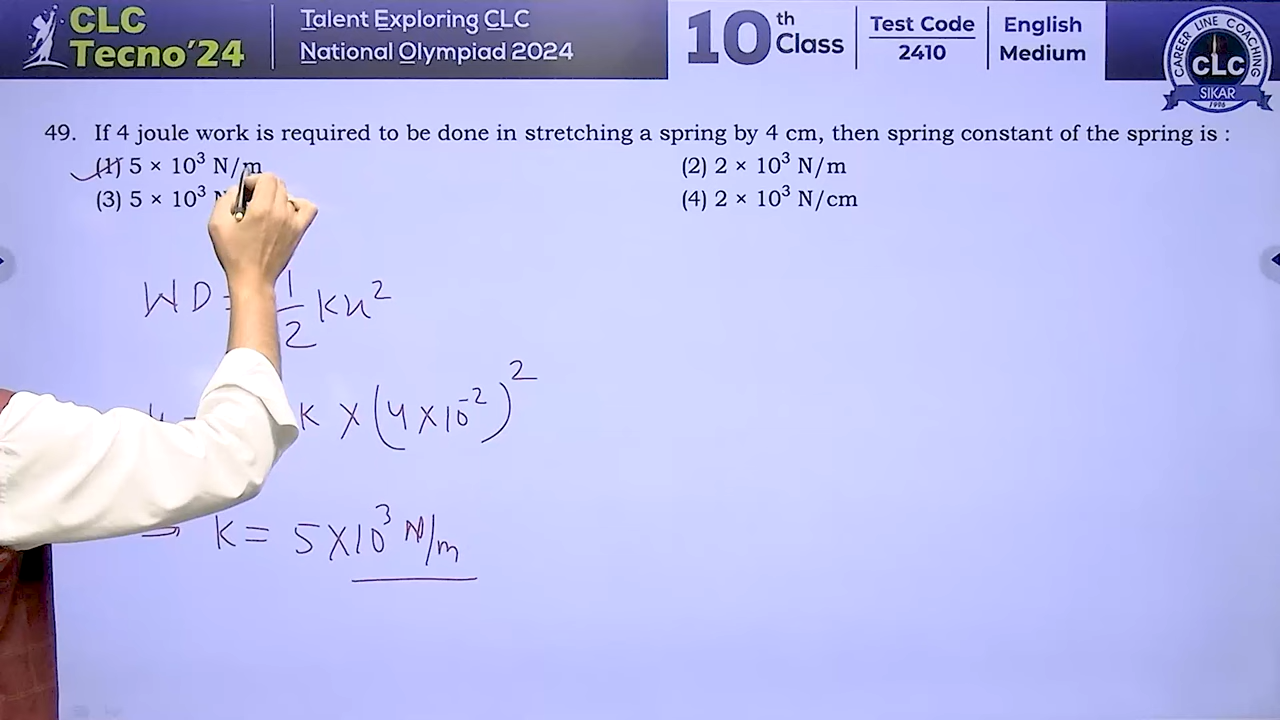 CLC
Tecno'24
Talent Exploring CLC
National Olympiad 2024
10th Class
Test Code
2410
English
Medium
CAREER LINE COACHING
CLC
SIKAR
1996
49. If 4 joule work is required to be done in stretching a spring by 4 cm, then spring constant of the spring is :
(1) 5 × 10³ N/m
(2) 2 × 10³ N/m
(3) 5 × 10³
(4) 2 × 10³ N/cm
WD = 1/2 Kx²
K × (4×10⁻²)²
⇒ K = 5×10³ N/m